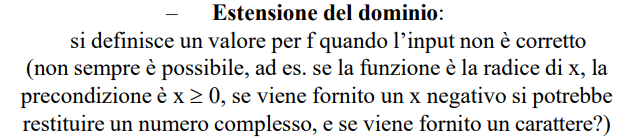 – Estensione del dominio:
si definisce un valore per f quando l’input non è corretto
(non sempre è possibile, ad es. se la funzione è la radice di x, la
precondizione è x ≥ 0, se viene fornito un x negativo si potrebbe
restituire un numero complesso, e se viene fornito un carattere?)